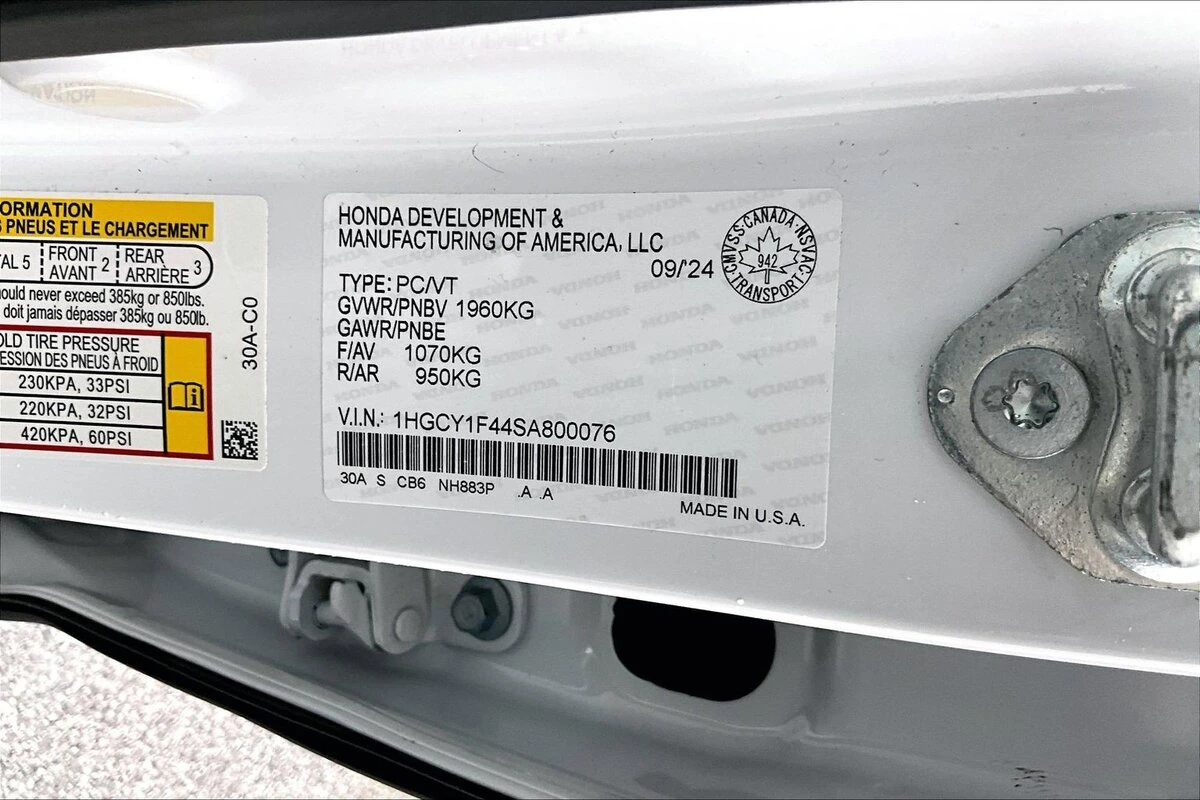 ORMATION
S PNEUS ET LE CHARGEMENT
TAL 5 FRONT AVANT 2 REAR ARRIÈRE 3
ould never exceed 385kg or 850lbs.
doit jamais dépasser 385kg ou 850lb.
OLD TIRE PRESSURE
ESSION DES PNEUS À FROID
230KPA, 33PSI
220KPA, 32PSI
420KPA, 60PSI
30A-C0
HONDA DEVELOPMENT &
MANUFACTURING OF AMERICA, LLC
09/'24
CMVSS·CANADA·NSVAC·TRANSPORT
942
TYPE: PC/VT
GVWR/PNBV 1960KG
GAWR/PNBE
F/AV 1070KG
R/AR 950KG
V.I.N.: 1HGCY1F44SA800076
30A S CB6 NH883P .A .A
MADE IN U.S.A.